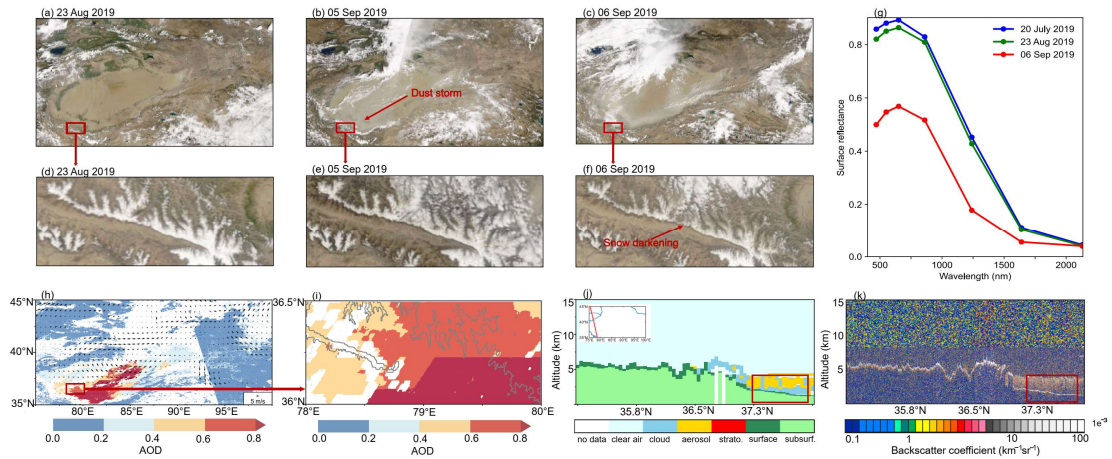 (a) 23 Aug 2019
(b) 05 Sep 2019
Dust storm
(c) 06 Sep 2019
(g)
20 July 2019
23 Aug 2019
06 Sep 2019
0.8
0.6
0.4
0.2
0.0
Surface reflectance
500 750 1000 1250 1500 1750 2000
Wavelength (nm)
(d) 23 Aug 2019
(e) 05 Sep 2019
(f) 06 Sep 2019
Snow darkening
(h)
45°N
40°N
35°N
80°E 85°E 90°E 95°E
5 m/s
0.0 0.2 0.4 0.6 0.8
AOD
(i)
36.5°N
36°N
78°E 79°E 80°E
0.0 0.2 0.4 0.6 0.8
AOD
(j)
15
10
5
Altitude (km)
35.8°N 36.5°N 37.3°N
no data clear air cloud aerosol strato. surface subsurf.
(k)
15
10
5
Altitude (km)
35.8°N 36.5°N 37.3°N
1e⁻³
0.1 1 10 100
Backscatter coefficient (km⁻¹sr⁻¹)